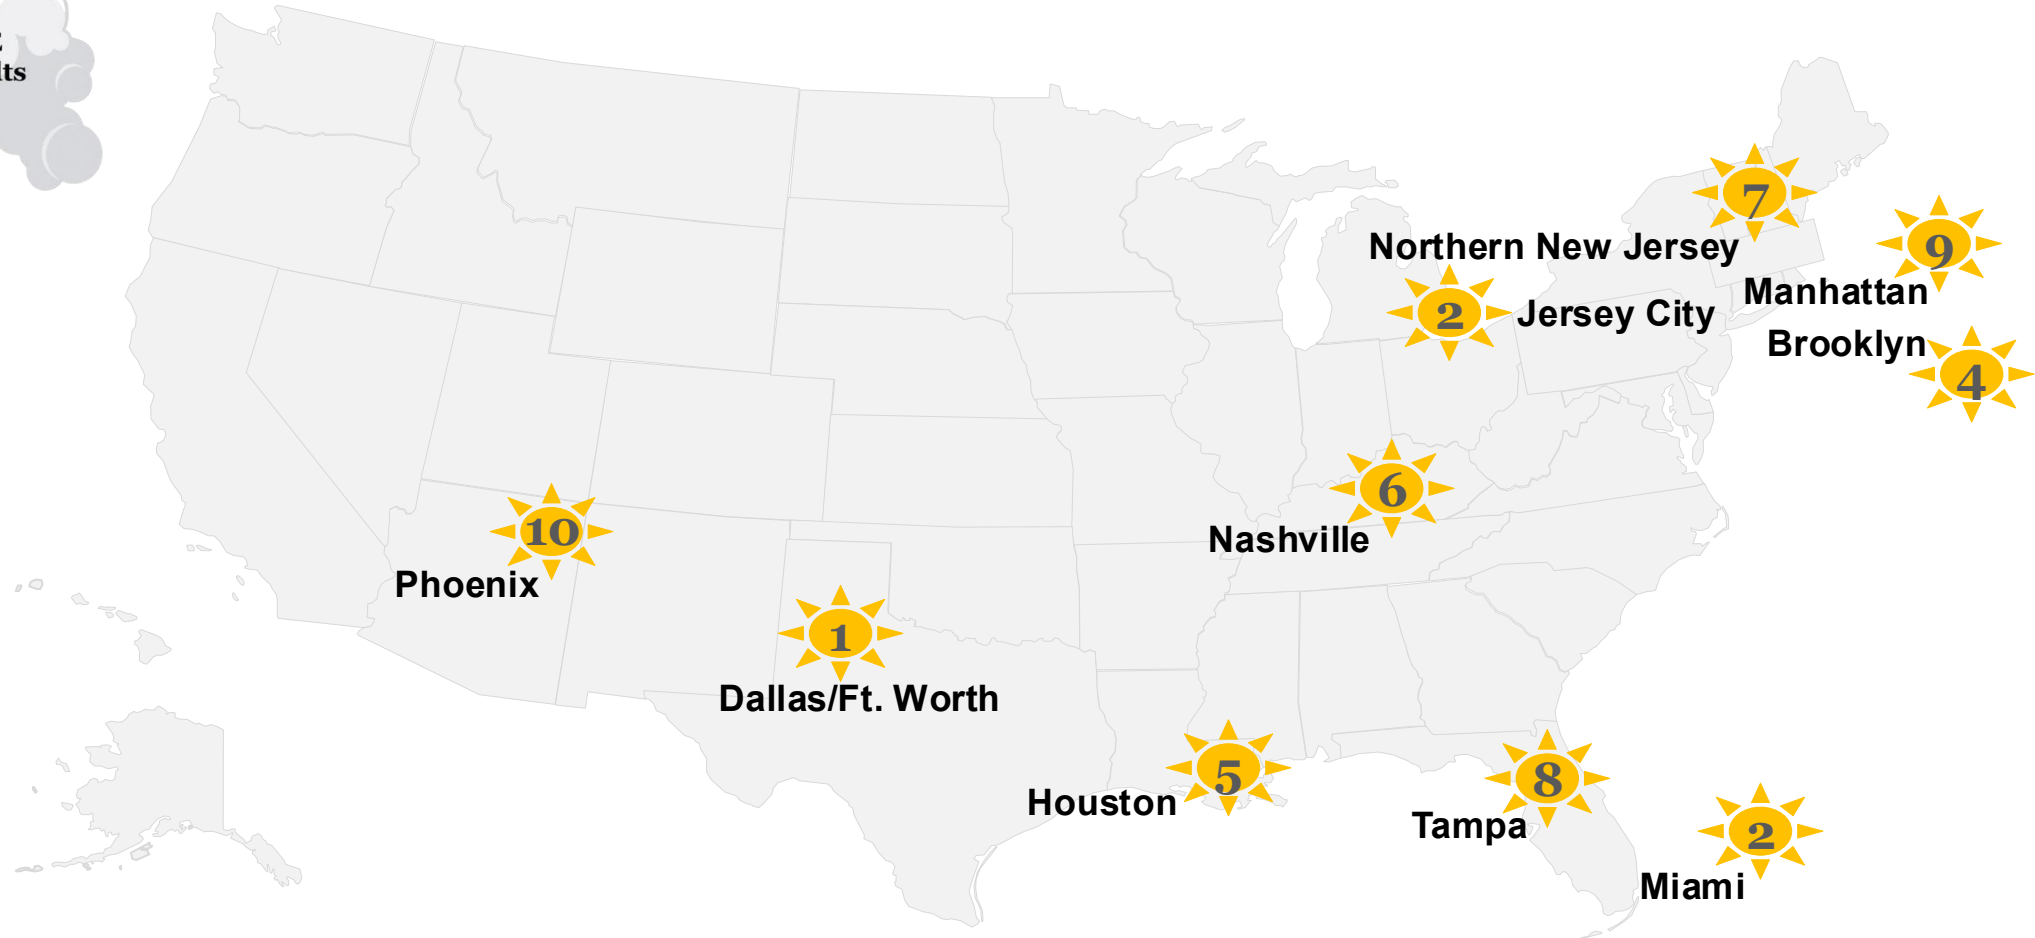 lts
7
Northern New Jersey
9
Manhattan
2
Jersey City
Brooklyn
4
6
Nashville
10
Phoenix
1
Dallas/Ft. Worth
5
Houston
8
Tampa
2
Miami